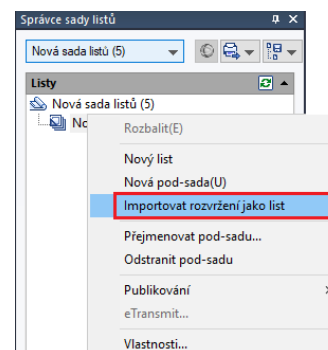 Správce sady listů
Nová sada listů (5)
Listy
Nová sada listů (5)
No
Rozbalit(E)
Nový list
Nová pod-sada(U)
Importovat rozvržení jako list
Přejmenovat pod-sadu...
Odstranit pod-sadu
Publikování
eTransmit...
Vlastnosti...